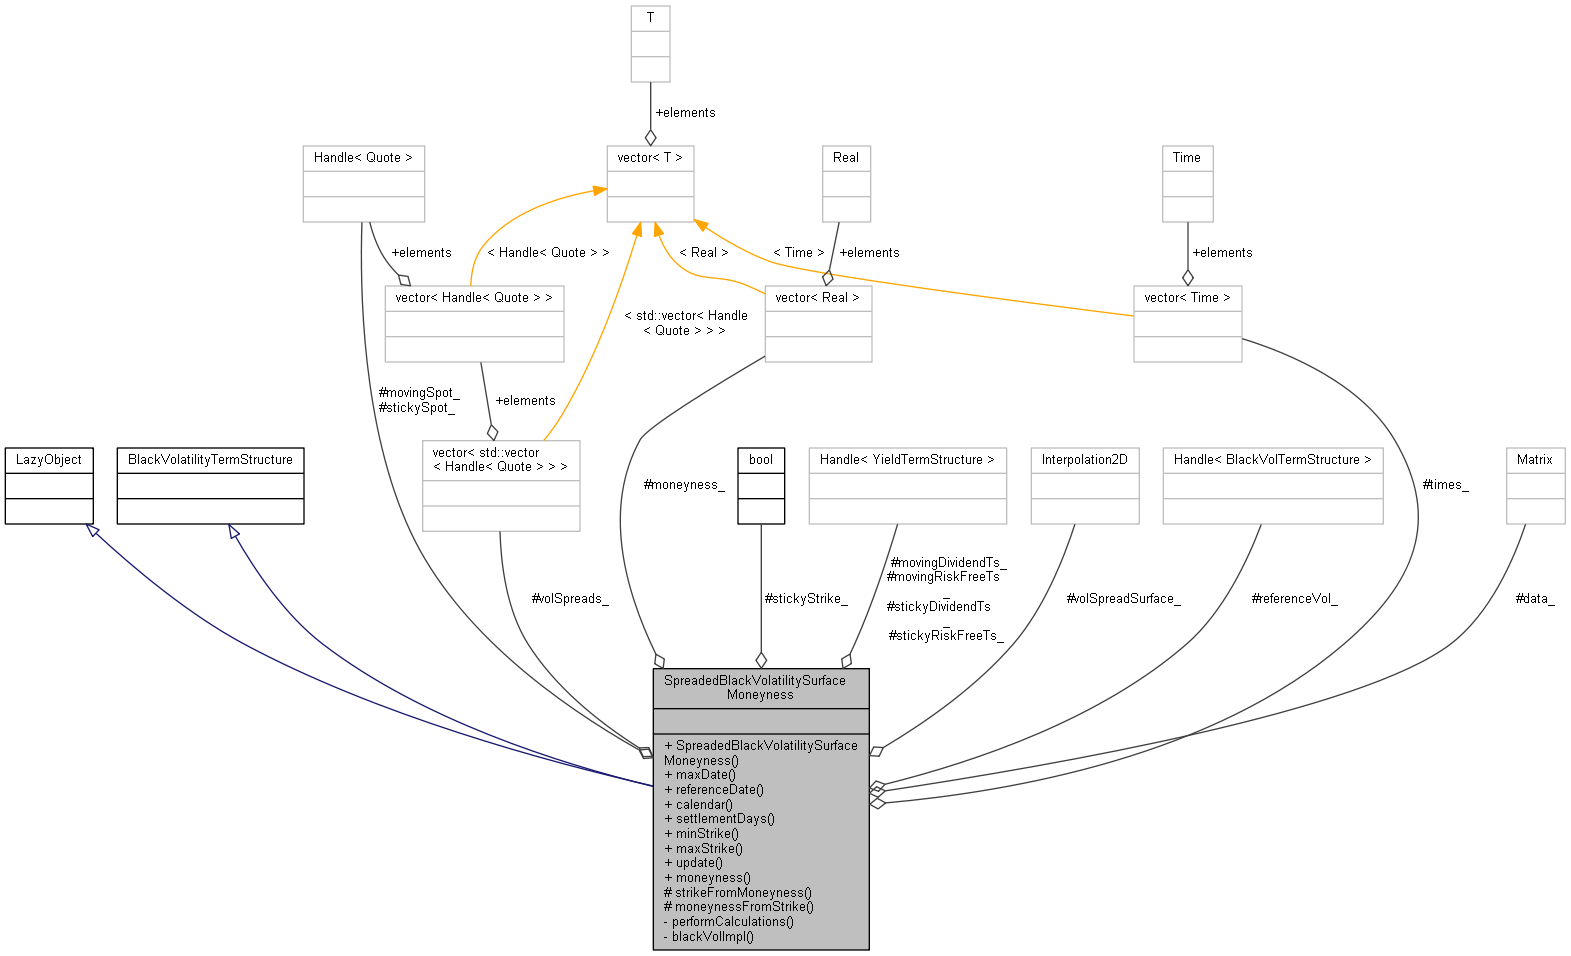 T
+elements
Handle< Quote >
vector< T >
Real
Time
+elements
< Handle< Quote > >
< Real >
< Time >
+elements
+elements
vector< Handle< Quote > >
vector< Real >
vector< Time >
< std::vector< Handle
< Quote > > >
#movingSpot_
#stickySpot_
+elements
LazyObject
BlackVolatilityTermStructure
vector< std::vector
< Handle< Quote > > >
bool
Handle< YieldTermStructure >
Interpolation2D
Handle< BlackVolTermStructure >
Matrix
#moneyness_
#times_
#volSpreads_
#stickyStrike_
#movingDividendTs_
#movingRiskFreeTs
_
#stickyDividendTs
_
#stickyRiskFreeTs_
#volSpreadSurface_
#referenceVol_
#data_
SpreadedBlackVolatilitySurface
Moneyness
+ SpreadedBlackVolatilitySurface
Moneyness()
+ maxDate()
+ referenceDate()
+ calendar()
+ settlementDays()
+ minStrike()
+ maxStrike()
+ update()
+ moneyness()
# strikeFromMoneyness()
# moneynessFromStrike()
- performCalculations()
- blackVolImpl()